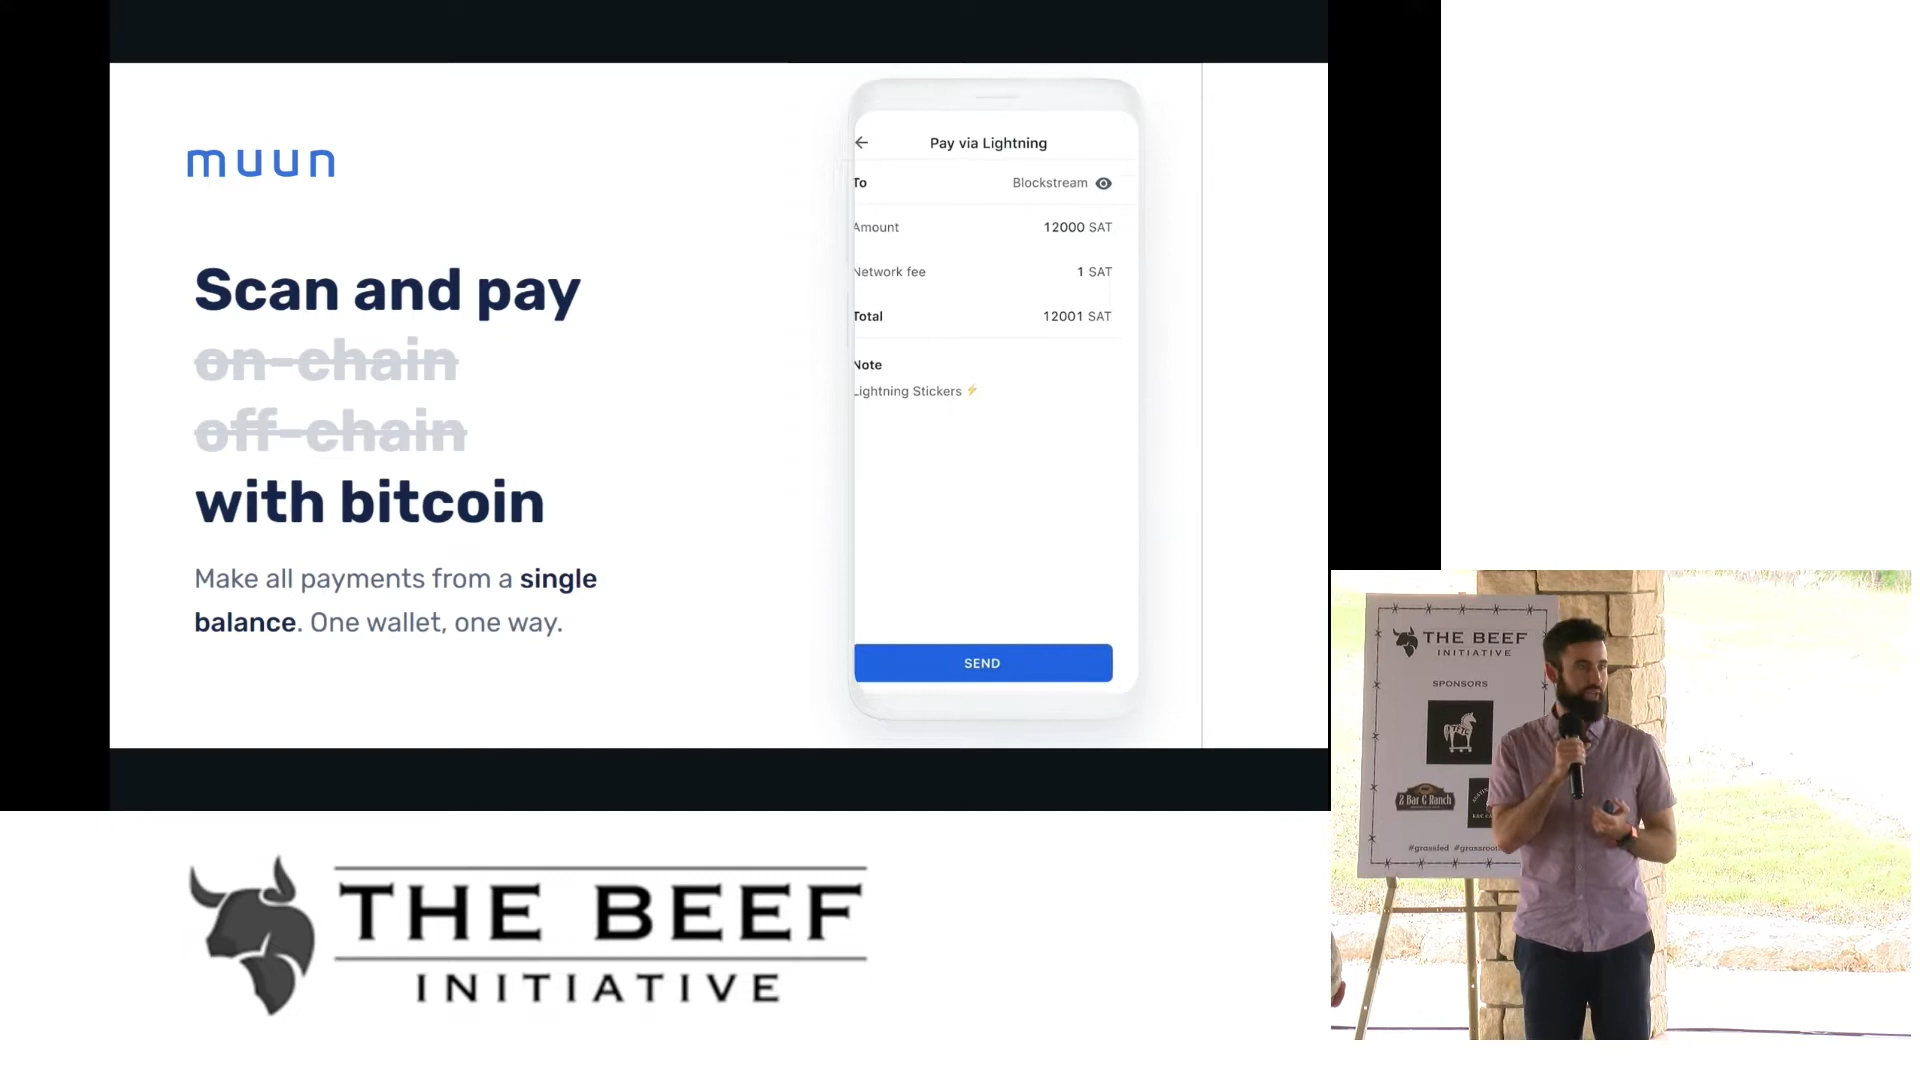 muun
Scan and pay
on-chain
off-chain
with bitcoin
Make all payments from a single
balance. One wallet, one way.
Pay via Lightning
To Blockstream
Amount 12000 SAT
Network fee 1 SAT
Total 12001 SAT
Note
Lightning Stickers ⚡
SEND
THE BEEF
INITIATIVE
SPONSORS
TFTC
Z Bar G Ranch
#grassfed #grassroots
THE BEEF
INITIATIVE